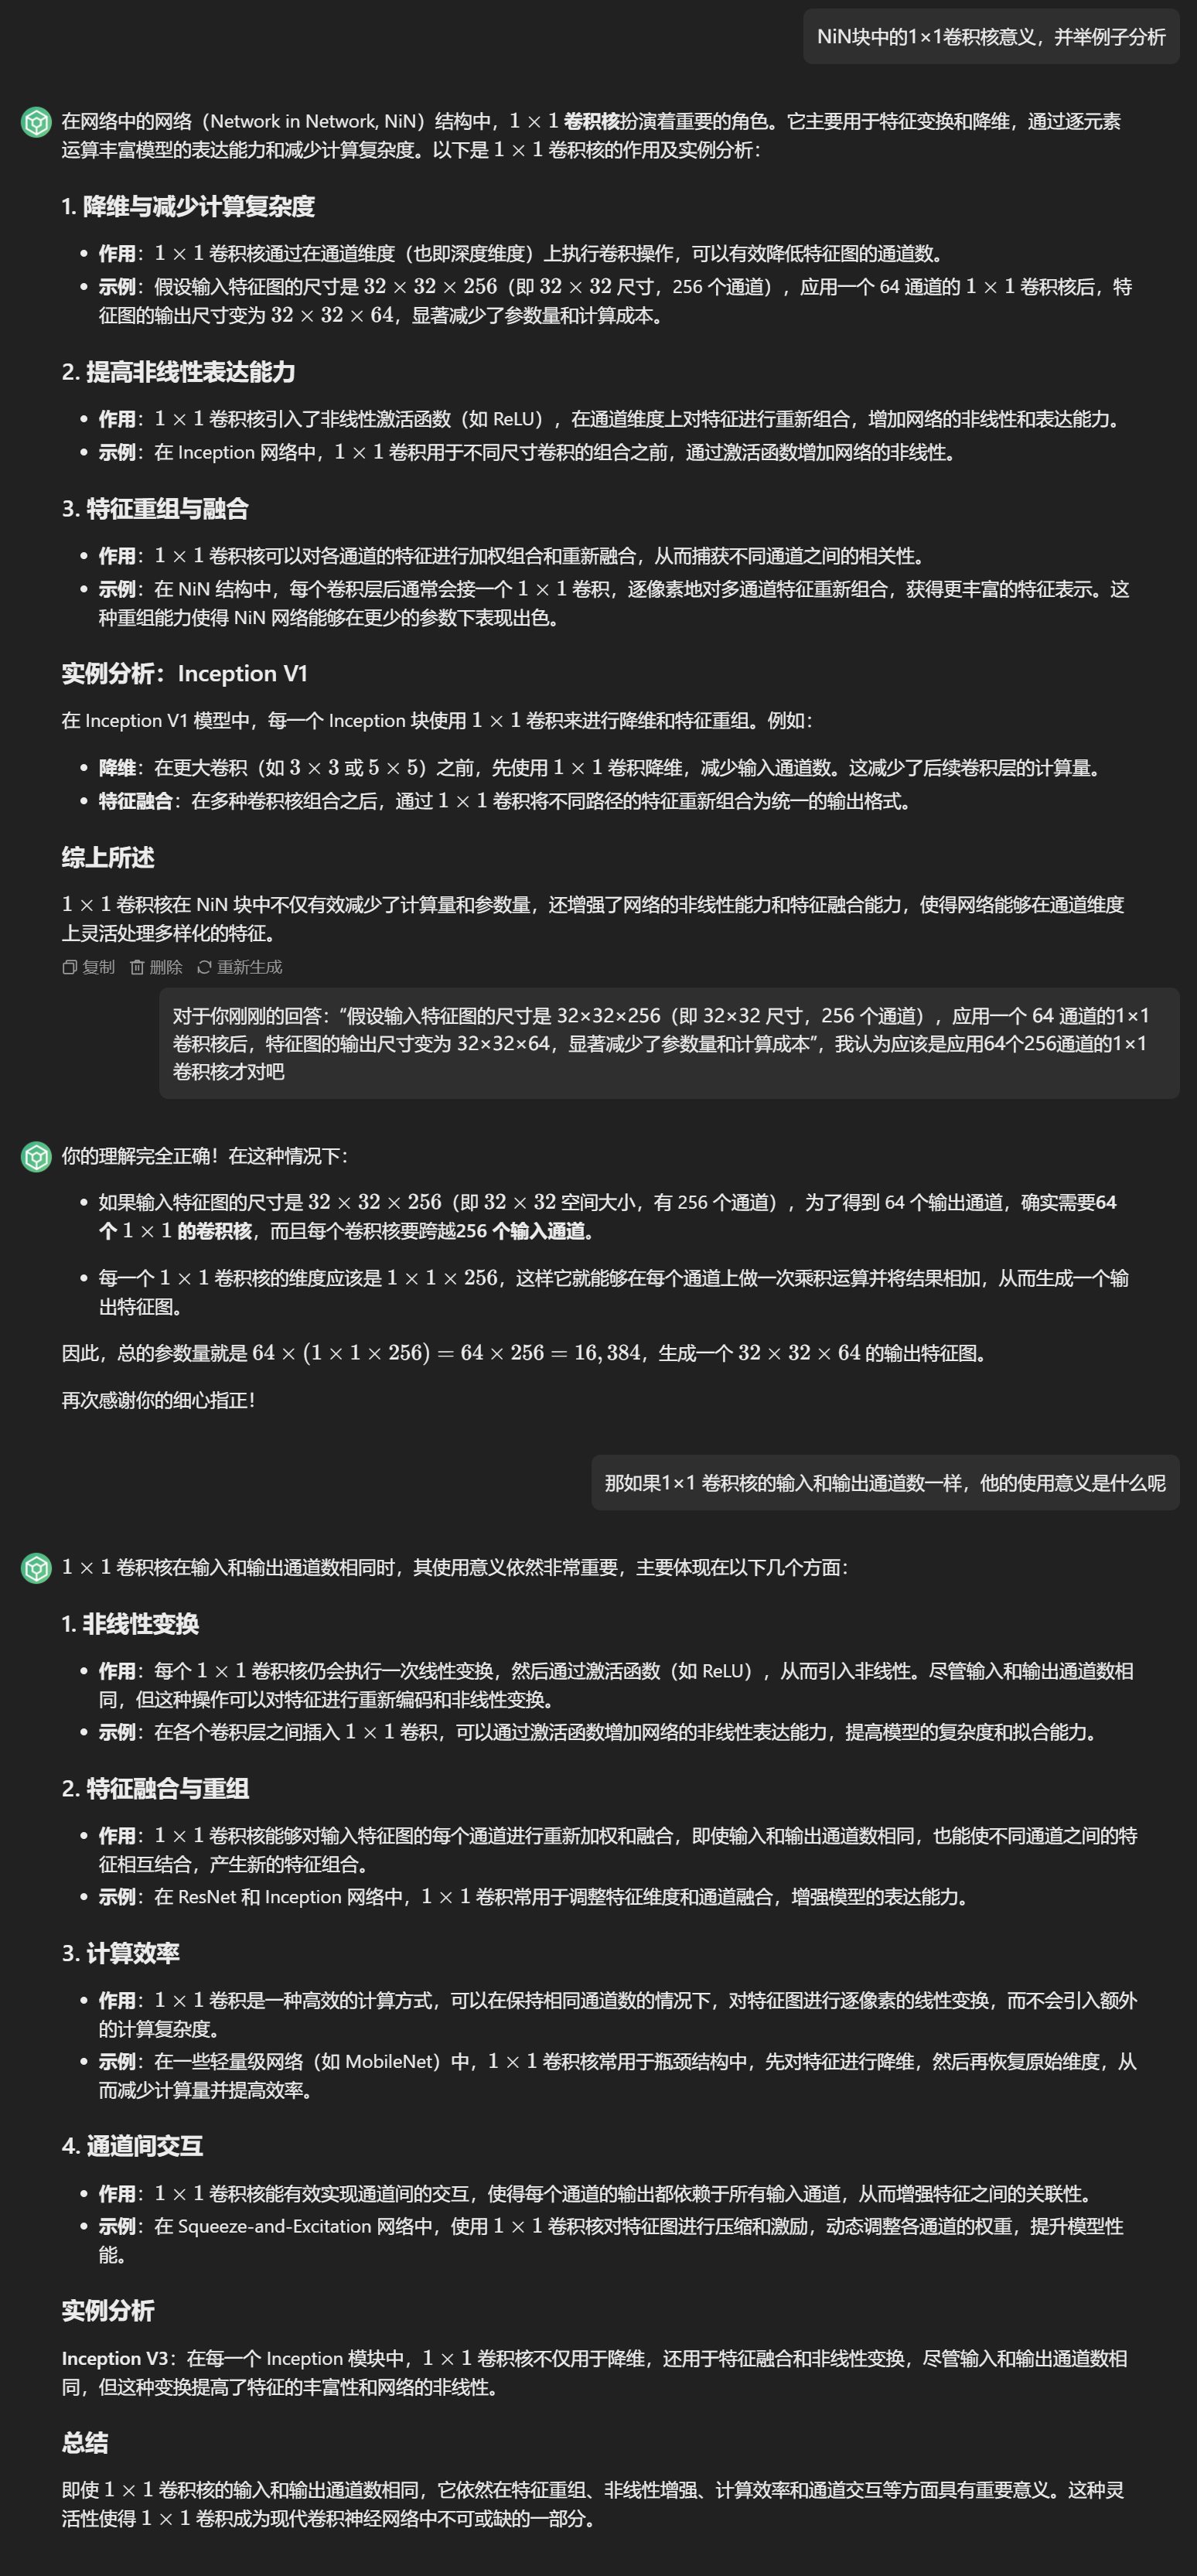 NiN块中的1×1卷积核意义，并举例子分析
在网络中的网络（Network in Network, NiN）结构中，1 × 1 卷积核扮演着重要的角色。它主要用于特征变换和降维，通过逐元素
运算丰富模型的表达能力和减少计算复杂度。以下是 1 × 1 卷积核的作用及实例分析：
1. 降维与减少计算复杂度
• 作用：1 × 1 卷积核通过在通道维度（也即深度维度）上执行卷积操作，可以有效降低特征图的通道数。
• 示例：假设输入特征图的尺寸是 32 × 32 × 256（即 32 × 32 尺寸，256 个通道），应用一个 64 通道的 1 × 1 卷积核后，特
征图的输出尺寸变为 32 × 32 × 64，显著减少了参数量和计算成本。
2. 提高非线性表达能力
• 作用：1 × 1 卷积核引入了非线性激活函数（如 ReLU），在通道维度上对特征进行重新组合，增加网络的非线性和表达能力。
• 示例：在 Inception 网络中，1 × 1 卷积用于不同尺寸卷积的组合之前，通过激活函数增加网络的非线性。
3. 特征重组与融合
• 作用：1 × 1 卷积核可以对各通道的特征进行加权组合和重新融合，从而捕获不同通道之间的相关性。
• 示例：在 NiN 结构中，每个卷积层后通常会接一个 1 × 1 卷积，逐像素地对多通道特征重新组合，获得更丰富的特征表示。这
种重组能力使得 NiN 网络能够在更少的参数下表现出色。
实例分析：Inception V1
在 Inception V1 模型中，每一个 Inception 块使用 1 × 1 卷积来进行降维和特征重组。例如：
• 降维：在更大卷积（如 3 × 3 或 5 × 5）之前，先使用 1 × 1 卷积降维，减少输入通道数。这减少了后续卷积层的计算量。
• 特征融合：在多种卷积核组合之后，通过 1 × 1 卷积将不同路径的特征重新组合为统一的输出格式。
综上所述
1 × 1 卷积核在 NiN 块中不仅有效减少了计算量和参数量，还增强了网络的非线性能力和特征融合能力，使得网络能够在通道维度
上灵活处理多样化的特征。
复制 删除 重新生成
对于你刚刚的回答：“假设输入特征图的尺寸是 32×32×256（即 32×32 尺寸，256 个通道），应用一个 64 通道的1×1
卷积核后，特征图的输出尺寸变为 32×32×64，显著减少了参数量和计算成本”，我认为应该是应用64个256通道的1×1
卷积核才对吧
你的理解完全正确！在这种情况下：
• 如果输入特征图的尺寸是 32 × 32 × 256（即 32 × 32 空间大小，有 256 个通道），为了得到 64 个输出通道，确实需要64
个 1 × 1 的卷积核，而且每个卷积核要跨越256 个输入通道。
• 每一个 1 × 1 卷积核的维度应该是 1 × 1 × 256，这样它就能够在每个通道上做一次乘积运算并将结果相加，从而生成一个输
出特征图。
因此，总的参数量就是 64 × (1 × 1 × 256) = 64 × 256 = 16, 384，生成一个 32 × 32 × 64 的输出特征图。
再次感谢你的细心指正！
那如果1×1 卷积核的输入和输出通道数一样，他的使用意义是什么呢
1 × 1 卷积核在输入和输出通道数相同时，其使用意义依然非常重要，主要体现在以下几个方面：
1. 非线性变换
• 作用：每个 1 × 1 卷积核仍会执行一次线性变换，然后通过激活函数（如 ReLU），从而引入非线性。尽管输入和输出通道数相
同，但这种操作可以对特征进行重新编码和非线性变换。
• 示例：在各个卷积层之间插入 1 × 1 卷积，可以通过激活函数增加网络的非线性表达能力，提高模型的复杂度和拟合能力。
2. 特征融合与重组
• 作用：1 × 1 卷积核能够对输入特征图的每个通道进行重新加权和融合，即使输入和输出通道数相同，也能使不同通道之间的特
征相互结合，产生新的特征组合。
• 示例：在 ResNet 和 Inception 网络中，1 × 1 卷积常用于调整特征维度和通道融合，增强模型的表达能力。
3. 计算效率
• 作用：1 × 1 卷积是一种高效的计算方式，可以在保持相同通道数的情况下，对特征图进行逐像素的线性变换，而不会引入额外
的计算复杂度。
• 示例：在一些轻量级网络（如 MobileNet）中，1 × 1 卷积核常用于瓶颈结构中，先对特征进行降维，然后再恢复原始维度，从
而减少计算量并提高效率。
4. 通道间交互
• 作用：1 × 1 卷积核能有效实现通道间的交互，使得每个通道的输出都依赖于所有输入通道，从而增强特征之间的关联性。
• 示例：在 Squeeze-and-Excitation 网络中，使用 1 × 1 卷积核对特征图进行压缩和激励，动态调整各通道的权重，提升模型性
能。
实例分析
Inception V3：在每一个 Inception 模块中，1 × 1 卷积核不仅用于降维，还用于特征融合和非线性变换，尽管输入和输出通道数相
同，但这种变换提高了特征的丰富性和网络的非线性。
总结
即使 1 × 1 卷积核的输入和输出通道数相同，它依然在特征重组、非线性增强、计算效率和通道交互等方面具有重要意义。这种灵
活性使得 1 × 1 卷积成为现代卷积神经网络中不可或缺的一部分。